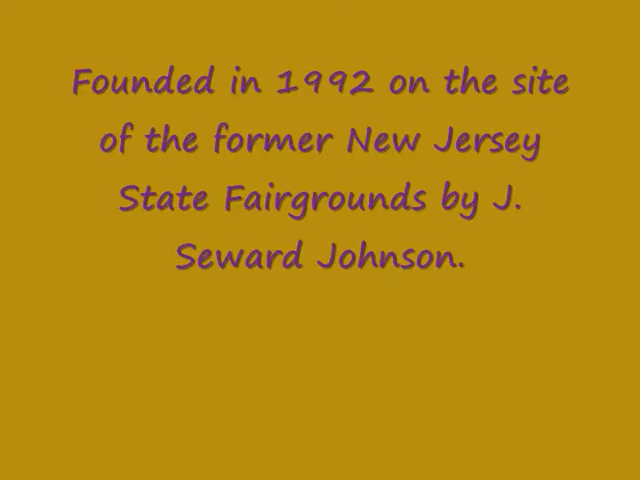 Founded in 1992 on the site
of the former New Jersey
State Fairgrounds by J.
Seward Johnson.